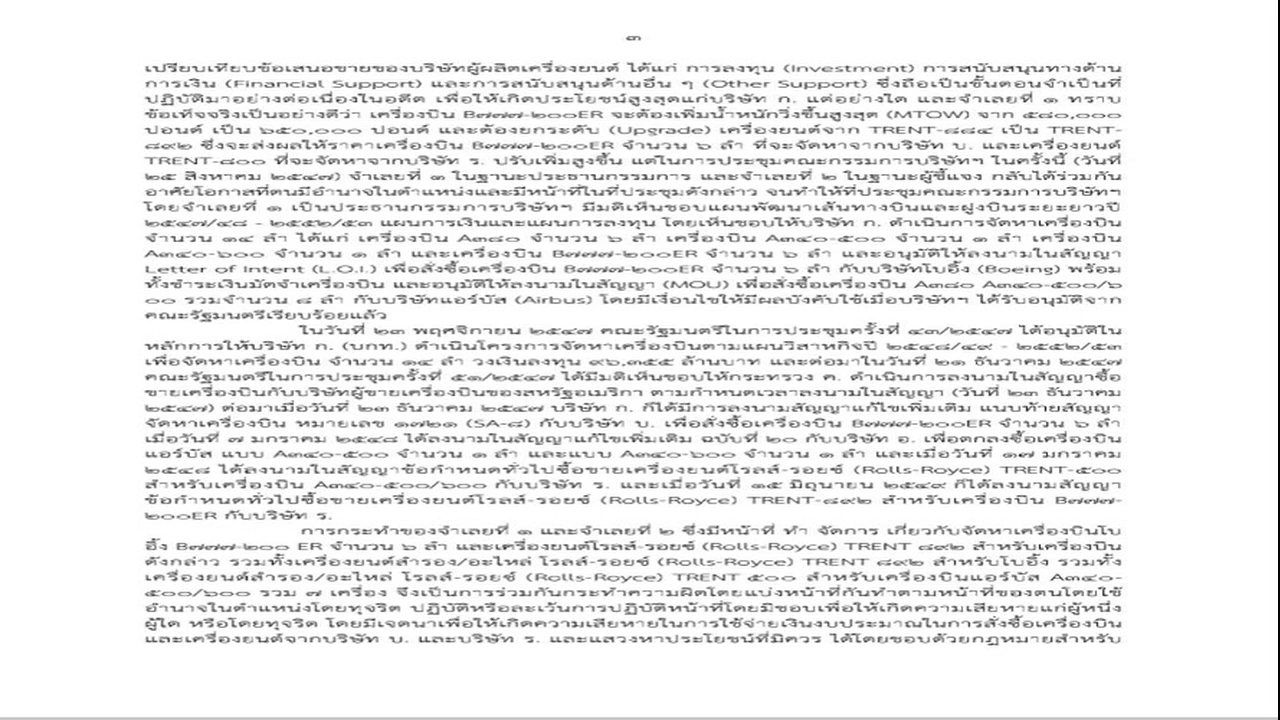 ๓
เปรียบเทียบข้อเสนอขายของบริษัทผู้ผลิตเครื่องยนต์ ได้แก่ การลงทุน (Investment) การสนับสนุนทางด้าน
การเงิน (Financial Support) และการสนับสนุนด้านอื่น ๆ (Other Support) ซึ่งถือเป็นขั้นตอนจำเป็นที่
ปฏิบัติมาอย่างต่อเนื่องในอดีต เพื่อให้เกิดประโยชน์สูงสุดแก่บริษัท ก. แต่อย่างใด และจำเลยที่ ๑ ทราบ
ข้อเท็จจริงเป็นอย่างดีว่า เครื่องบิน B๗๗๗-๒๐๐ER จะต้องเพิ่มน้ำหนักวิ่งขึ้นสูงสุด (MTOW) จาก ๕๘๐,๐๐๐
ปอนด์ เป็น ๖๕๐,๐๐๐ ปอนด์ และต้องยกระดับ (Upgrade) เครื่องยนต์จาก TRENT-๘๘๔ เป็น TRENT-
๘๙๒ ซึ่งจะส่งผลให้ราคาเครื่องบิน B๗๗๗-๒๐๐ER จำนวน ๖ ลำ ที่จะจัดหาจากบริษัท บ. และเครื่องยนต์
TRENT-๘๐๐ ที่จะจัดหาจากบริษัท ร. ปรับเพิ่มสูงขึ้น แต่ในการประชุมคณะกรรมการบริษัทฯ ในครั้งนี้ (วันที่
๒๕ สิงหาคม ๒๕๔๗) จำเลยที่ ๑ ในฐานะประธานกรรมการ และจำเลยที่ ๒ ในฐานะผู้ชี้แจง กลับได้ร่วมกัน
อาศัยโอกาสที่ตนมีอำนาจในตำแหน่งและมีหน้าที่ในที่ประชุมดังกล่าว จนทำให้ที่ประชุมคณะกรรมการบริษัทฯ
โดยจำเลยที่ ๑ เป็นประธานกรรมการบริษัทฯ มีมติเห็นชอบแผนพัฒนาเส้นทางบินและฝูงบินระยะยาวปี
๒๕๔๗/๔๘ - ๒๕๕๒/๕๓ แผนการเงินและแผนการลงทุน โดยเห็นชอบให้บริษัท ก. ดำเนินการจัดหาเครื่องบิน
จำนวน ๑๔ ลำ ได้แก่ เครื่องบิน A๓๘๐ จำนวน ๖ ลำ เครื่องบิน A๓๔๐-๕๐๐ จำนวน ๑ ลำ เครื่องบิน
A๓๔๐-๖๐๐ จำนวน ๑ ลำ และเครื่องบิน B๗๗๗-๒๐๐ER จำนวน ๖ ลำ และอนุมัติให้ลงนามในสัญญา
Letter of Intent (L.O.I.) เพื่อสั่งซื้อเครื่องบิน B๗๗๗-๒๐๐ER จำนวน ๖ ลำ กับบริษัทโบอิ้ง (Boeing) พร้อม
ทั้งชำระเงินมัดจำเครื่องบิน และอนุมัติให้ลงนามในสัญญา (MOU) เพื่อสั่งซื้อเครื่องบิน A๓๘๐ A๓๔๐-๕๐๐/๖
๐๐ รวมจำนวน ๘ ลำ กับบริษัทแอร์บัส (Airbus) โดยมีเงื่อนไขให้มีผลบังคับใช้เมื่อบริษัทฯ ได้รับอนุมัติจาก
คณะรัฐมนตรีเรียบร้อยแล้ว
ในวันที่ ๒๓ พฤศจิกายน ๒๕๔๗ คณะรัฐมนตรีในการประชุมครั้งที่ ๔๓/๒๕๔๗ ได้อนุมัติใน
หลักการให้บริษัท ก. (บกท.) ดำเนินโครงการจัดหาเครื่องบินตามแผนวิสาหกิจปี ๒๕๔๘/๔๙ - ๒๕๕๒/๕๓
เพื่อจัดหาเครื่องบิน จำนวน ๑๔ ลำ วงเงินลงทุน ๙๖,๓๕๕ ล้านบาท และต่อมาในวันที่ ๒๑ ธันวาคม ๒๕๔๗
คณะรัฐมนตรีในการประชุมครั้งที่ ๕๑/๒๕๔๗ ได้มีมติเห็นชอบให้กระทรวง ค. ดำเนินการลงนามในสัญญาซื้อ
ขายเครื่องบินกับบริษัทผู้ขายเครื่องบินของสหรัฐอเมริกา ตามกำหนดเวลาลงนามในสัญญา (วันที่ ๒๓ ธันวาคม
๒๕๔๗) ต่อมาเมื่อวันที่ ๒๓ ธันวาคม ๒๕๔๗ บริษัท ก. ก็ได้มีการลงนามสัญญาแก้ไขเพิ่มเติม แนบท้ายสัญญา
จัดหาเครื่องบิน หมายเลข ๑๗๒๑ (SA-๘) กับบริษัท บ. เพื่อสั่งซื้อเครื่องบิน B๗๗๗-๒๐๐ER จำนวน ๖ ลำ
เมื่อวันที่ ๗ มกราคม ๒๕๔๘ ได้ลงนามในสัญญาแก้ไขเพิ่มเติม ฉบับที่ ๒๐ กับบริษัท อ. เพื่อตกลงซื้อเครื่องบิน
แอร์บัส แบบ A๓๔๐-๕๐๐ จำนวน ๑ ลำ และแบบ A๓๔๐-๖๐๐ จำนวน ๑ ลำ และเมื่อวันที่ ๑๗ มกราคม
๒๕๔๘ ได้ลงนามในสัญญาข้อกำหนดทั่วไปซื้อขายเครื่องยนต์โรลส์-รอยซ์ (Rolls-Royce) TRENT-๕๐๐
สำหรับเครื่องบิน A๓๔๐-๕๐๐/๖๐๐ กับบริษัท ร. และเมื่อวันที่ ๑๕ มิถุนายน ๒๕๔๙ ก็ได้ลงนามในสัญญา
ข้อกำหนดทั่วไปซื้อขายเครื่องยนต์โรลส์-รอยซ์ (Rolls-Royce) TRENT-๘๙๒ สำหรับเครื่องบิน B๗๗๗-
๒๐๐ER กับบริษัท ร.
การกระทำของจำเลยที่ ๑ และจำเลยที่ ๒ ซึ่งมีหน้าที่ ทำ จัดการ เกี่ยวกับจัดหาเครื่องบินโบ
อิ้ง B๗๗๗-๒๐๐ ER จำนวน ๖ ลำ และเครื่องยนต์โรลส์-รอยซ์ (Rolls-Royce) TRENT ๘๙๒ สำหรับเครื่องบิน
ดังกล่าว รวมทั้งเครื่องยนต์สำรอง/อะไหล่ โรลส์-รอยซ์ (Rolls-Royce) TRENT ๘๙๒ สำหรับโบอิ้ง รวมทั้ง
เครื่องยนต์สำรอง/อะไหล่ โรลส์-รอยซ์ (Rolls-Royce) TRENT ๕๐๐ สำหรับเครื่องบินแอร์บัส A๓๔๐-
๕๐๐/๖๐๐ รวม ๗ เครื่อง จึงเป็นการร่วมกันกระทำความผิดโดยแบ่งหน้าที่กันทำตามหน้าที่ของตนโดยใช้
อำนาจในตำแหน่งโดยทุจริต ปฏิบัติหรือละเว้นการปฏิบัติหน้าที่โดยมิชอบเพื่อให้เกิดความเสียหายแก่ผู้หนึ่ง
ผู้ใด หรือโดยทุจริต โดยมีเจตนาเพื่อให้เกิดความเสียหายในการใช้จ่ายเงินงบประมาณในการสั่งซื้อเครื่องบิน
และเครื่องยนต์จากบริษัท บ. และบริษัท ร. และแสวงหาประโยชน์ที่มิควร ได้โดยชอบด้วยกฎหมายสำหรับ